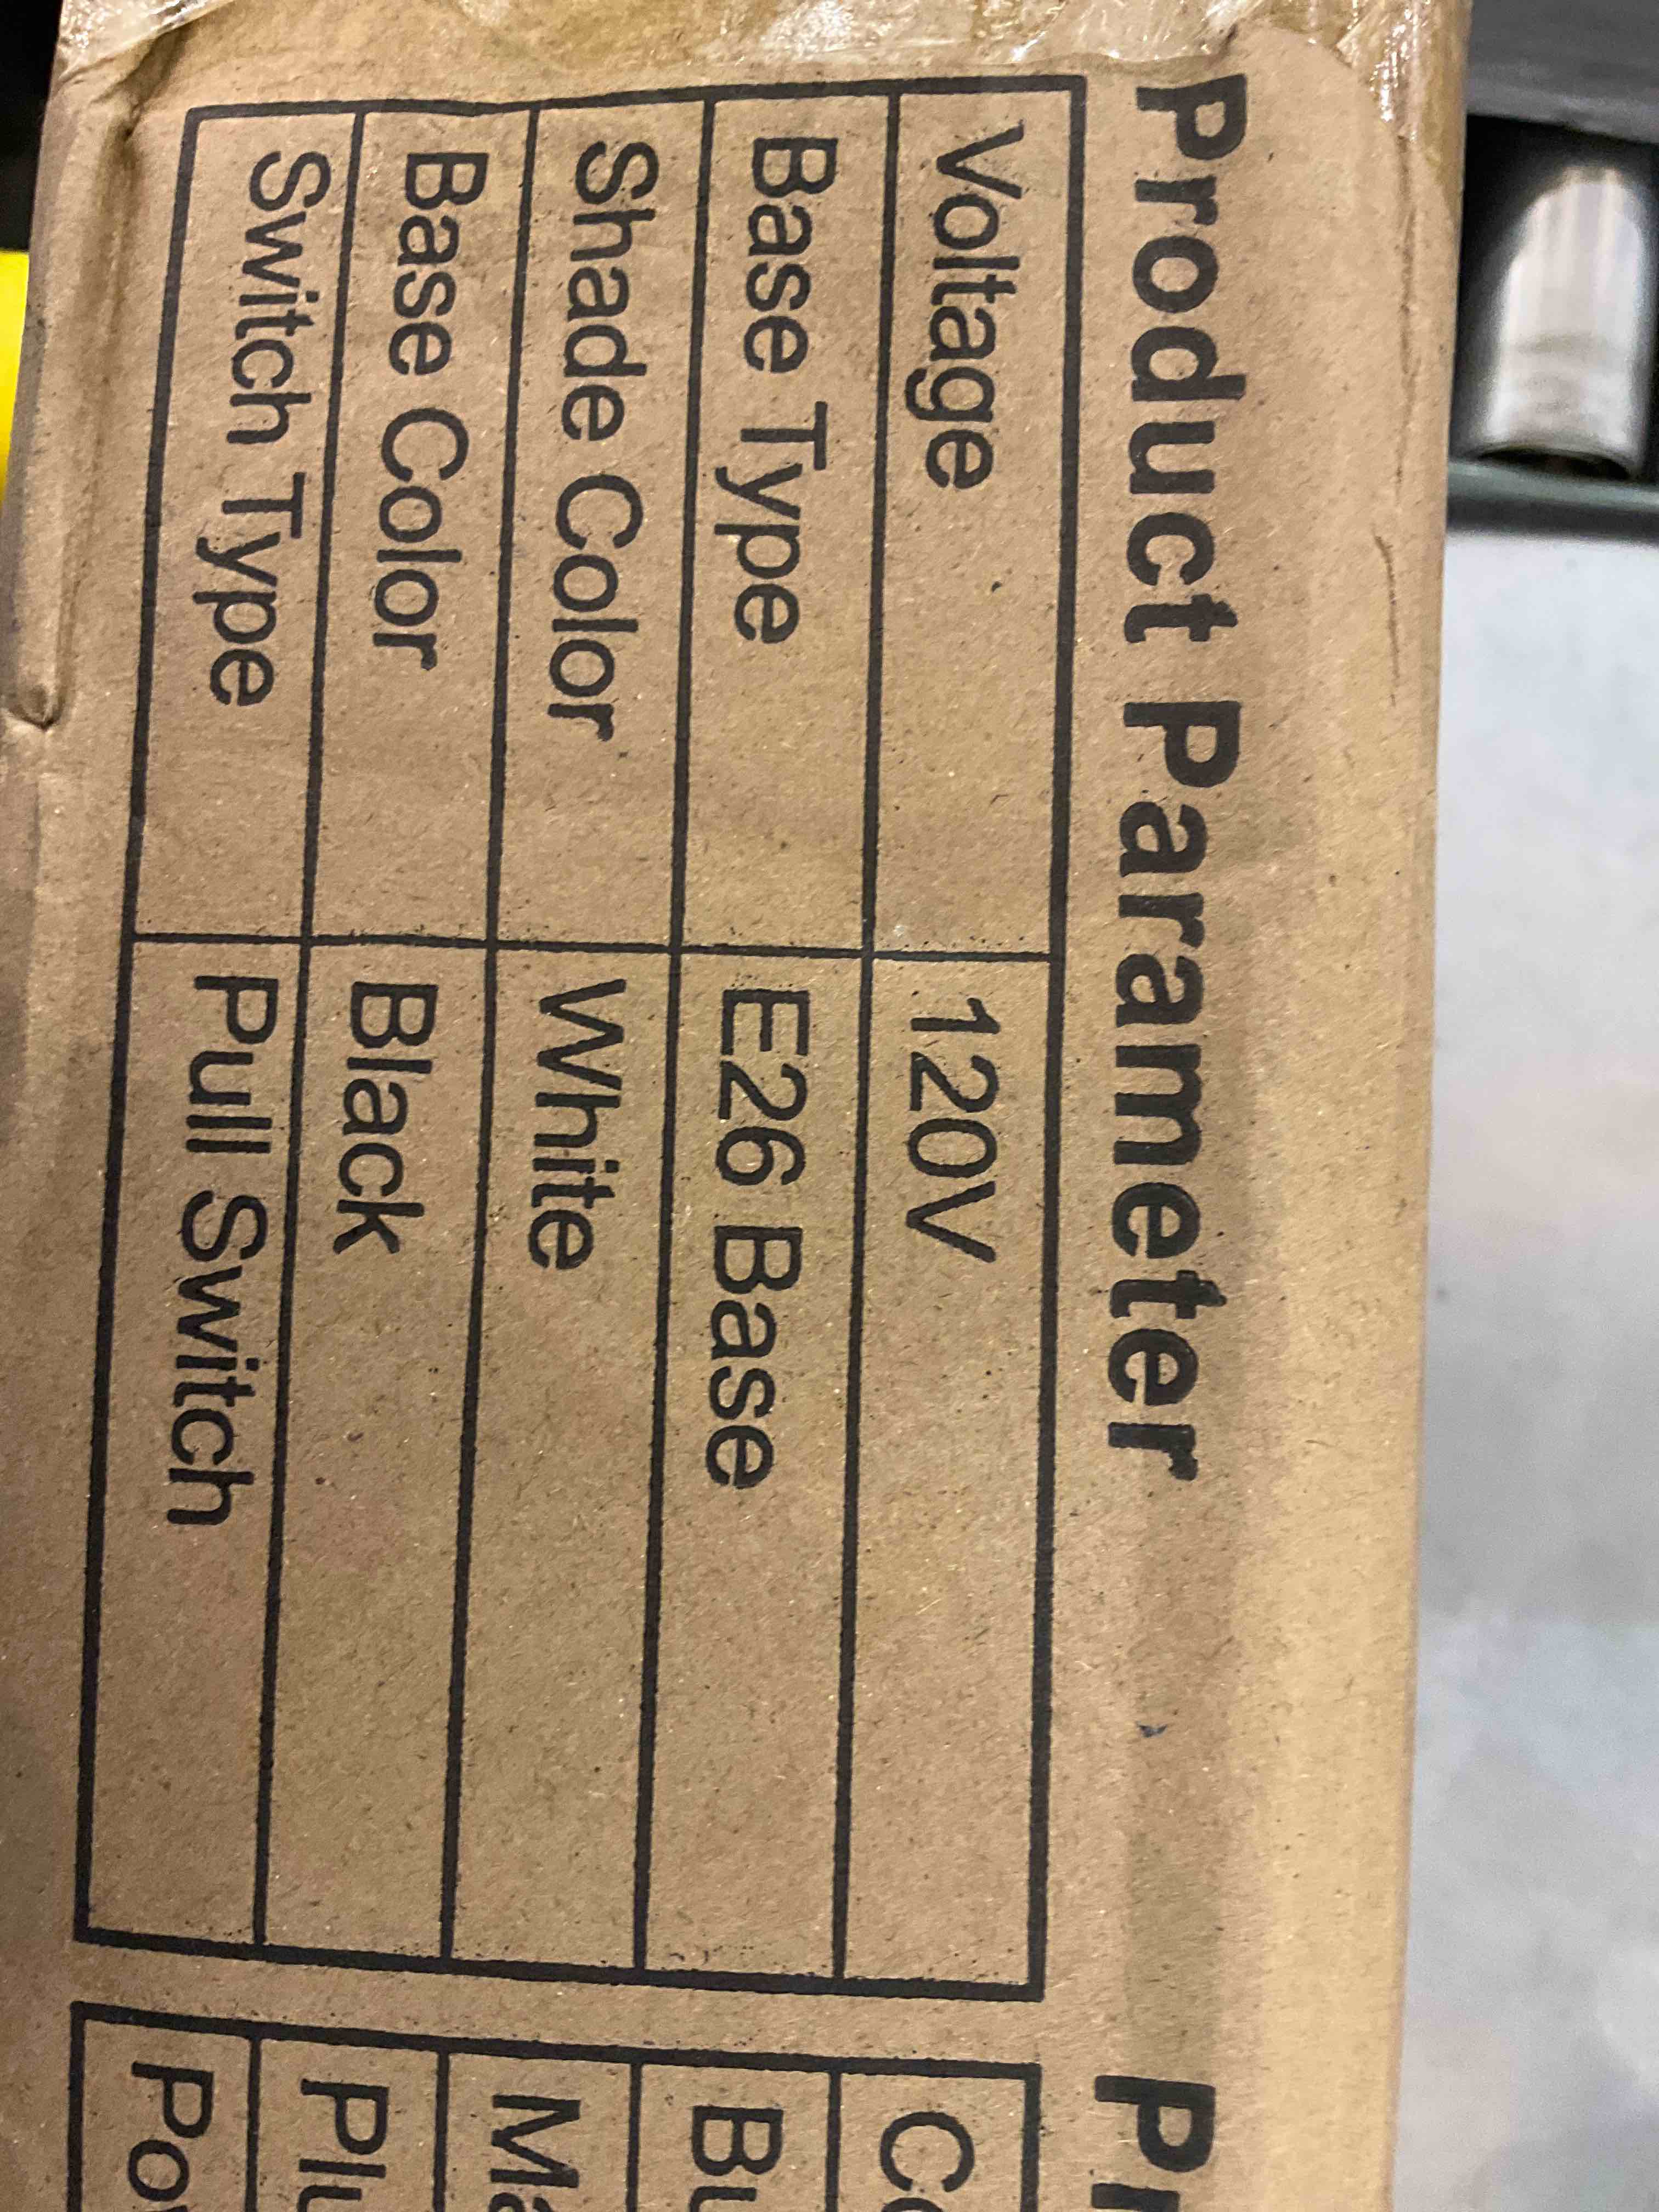 Product Parameter
Voltage 120V
Base Type E26 Base
Shade Color White
Base Color Black
Switch Type Pull Switch